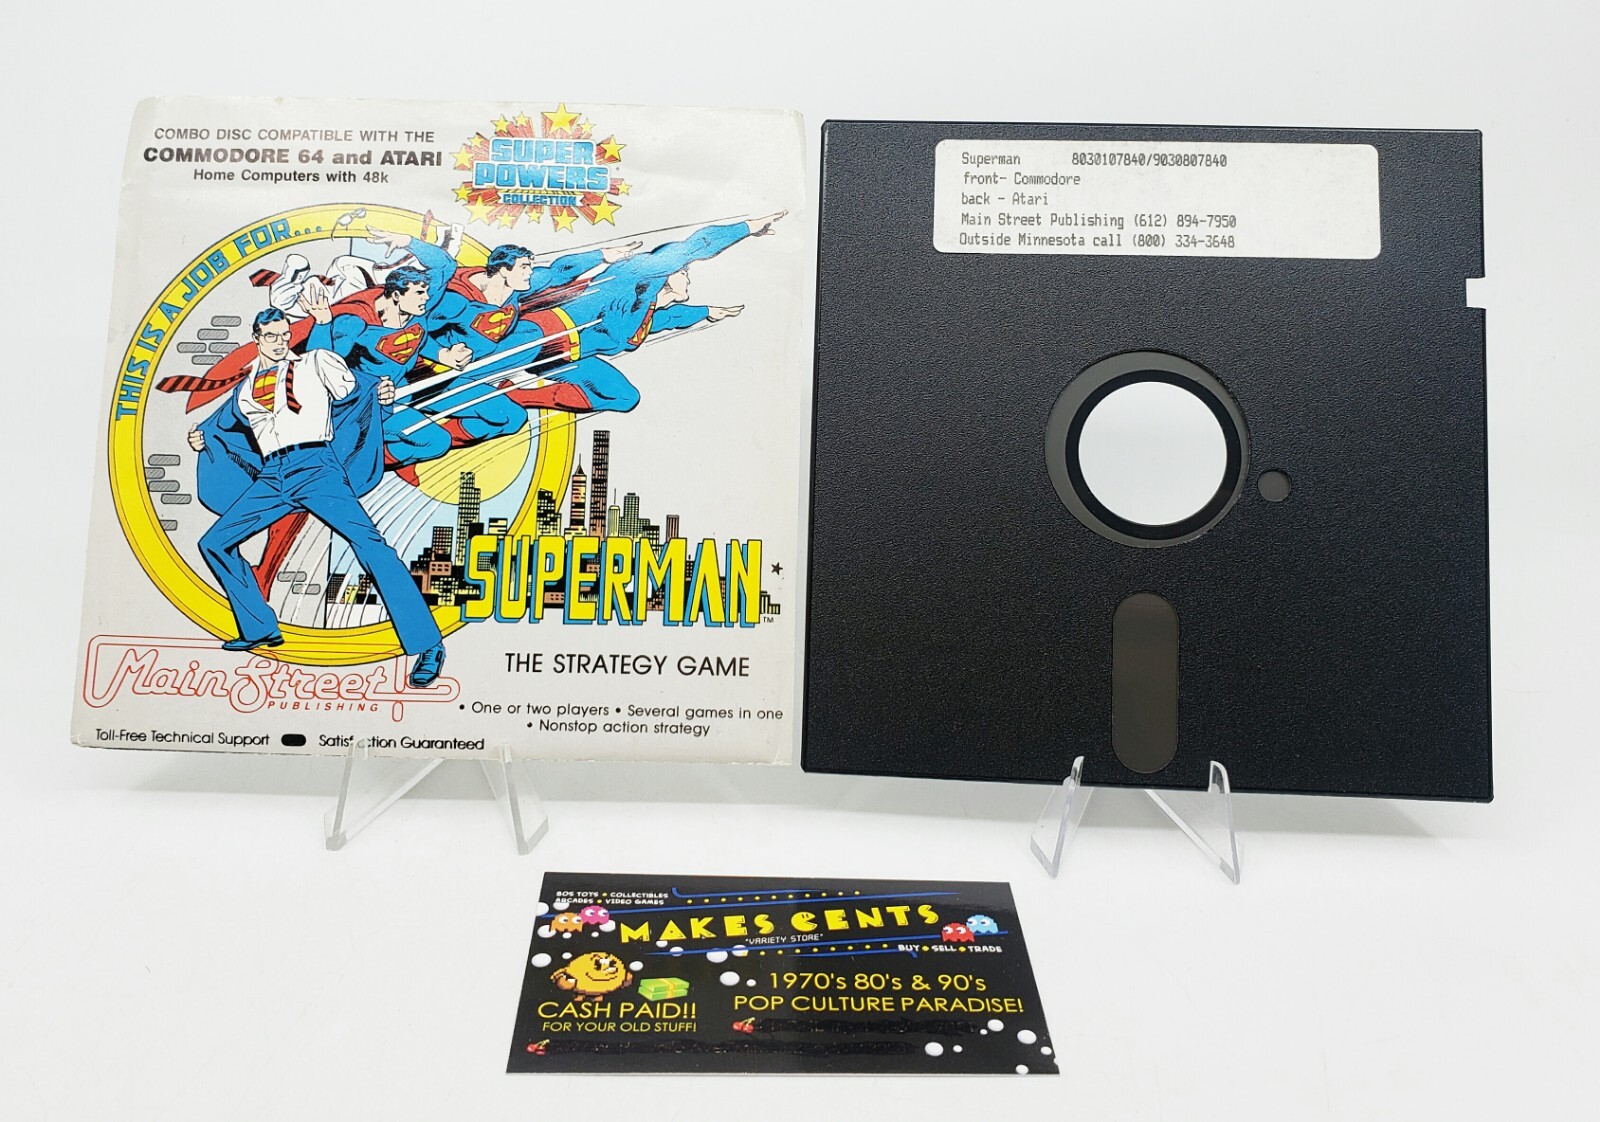 COMBO DISC COMPATIBLE WITH THE
COMMODORE 64 and ATARI
Home Computers with 48k
SUPER
POWERS
COLLECTION
THIS IS A JOB FOR...
SUPERMAN
TM
THE STRATEGY GAME
• One or two players • Several games in one
• Nonstop action strategy
Main Street
PUBLISHING
Toll-Free Technical Support
Satisfaction Guaranteed
Superman 8030107840/9030807840
front- Commodore
back - Atari
Main Street Publishing (612) 894-7950
Outside Minnesota call (800) 334-3648
80S TOYS • COLLECTIBLES
ARCADES • VIDEO GAMES
MAKES CENTS
"VARIETY STORE"
BUY • SELL • TRADE
CASH PAID!!
FOR YOUR OLD STUFF!
1970's 80's & 90's
POP CULTURE PARADISE!